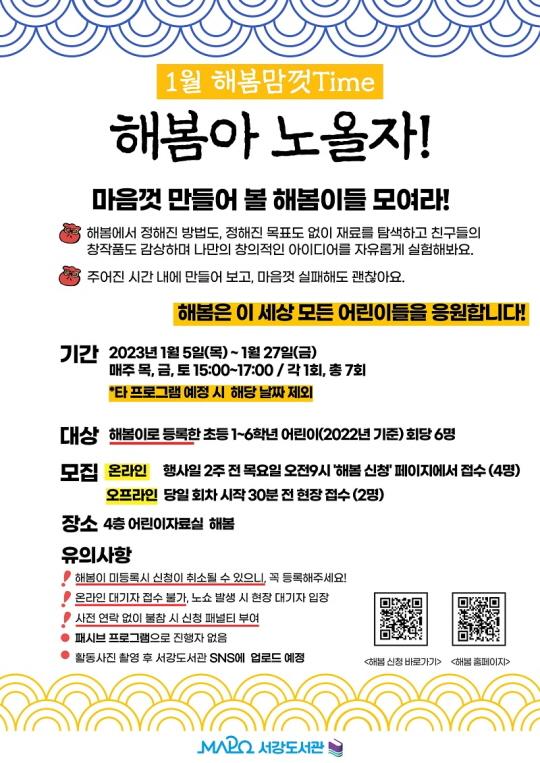 1월 해봄맘껏Time
해봄아 노올자!
마음껏 만들어 볼 해봄이들 모여라!
해봄에서 정해진 방법도, 정해진 목표도 없이 재료를 탐색하고 친구들의
창작품도 감상하며 나만의 창의적인 아이디어를 자유롭게 실험해봐요.
주어진 시간 내에 만들어 보고, 마음껏 실패해도 괜찮아요.
해봄은 이 세상 모든 어린이들을 응원합니다!
기간 2023년 1월 5일(목) ~ 1월 27일(금)
매주 목, 금, 토 15:00~17:00 / 각 1회, 총 7회
*타 프로그램 예정 시 해당 날짜 제외
대상 해봄이로 등록한 초등 1~6학년 어린이(2022년 기준) 회당 6명
모집 온라인 행사일 2주 전 목요일 오전9시 '해봄 신청' 페이지에서 접수 (4명)
오프라인 당일 회차 시작 30분 전 현장 접수 (2명)
장소 4층 어린이자료실 해봄
유의사항
해봄이 미등록시 신청이 취소될 수 있으니, 꼭 등록해주세요!
온라인 대기자 접수 불가, 노쇼 발생 시 현장 대기자 입장
사전 연락 없이 불참 시 신청 패널티 부여
패시브 프로그램으로 진행자 없음
활동사진 촬영 후 서강도서관 SNS에 업로드 예정
<해봄 신청 바로가기> <해봄 홈페이지>
MAPO 서강도서관